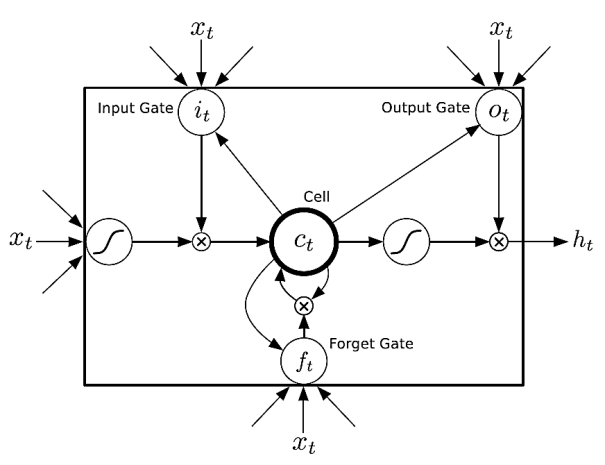 x_t x_t
Input Gate i_t Output Gate o_t
Cell
x_t c_t h_t
f_t Forget Gate
x_t